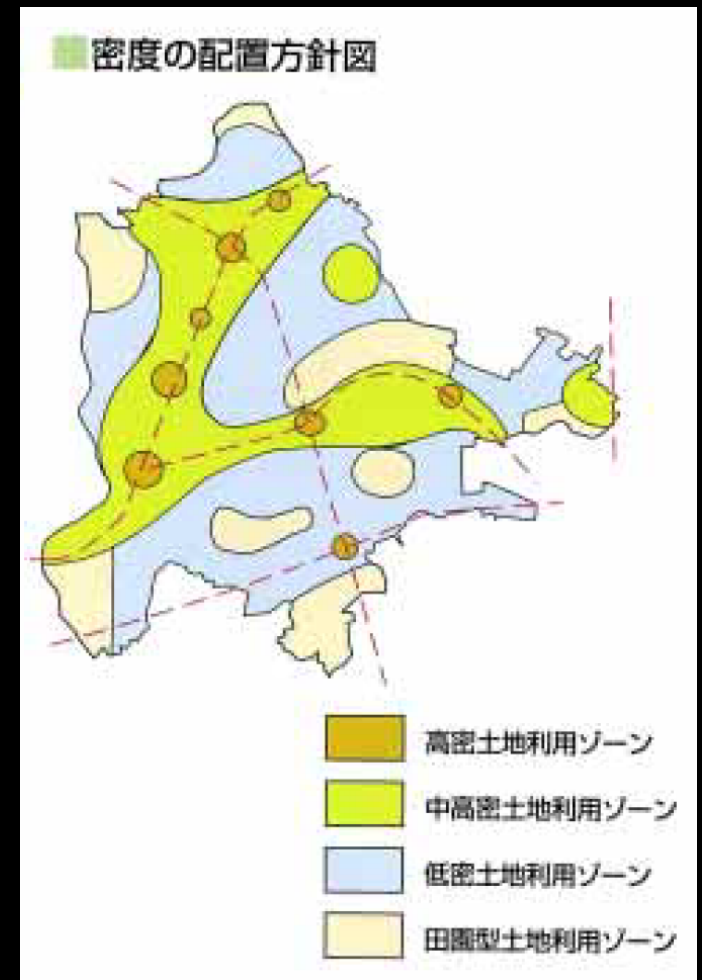 密度の配置方針図
高密土地利用ゾーン
中高密土地利用ゾーン
低密土地利用ゾーン
田園型土地利用ゾーン